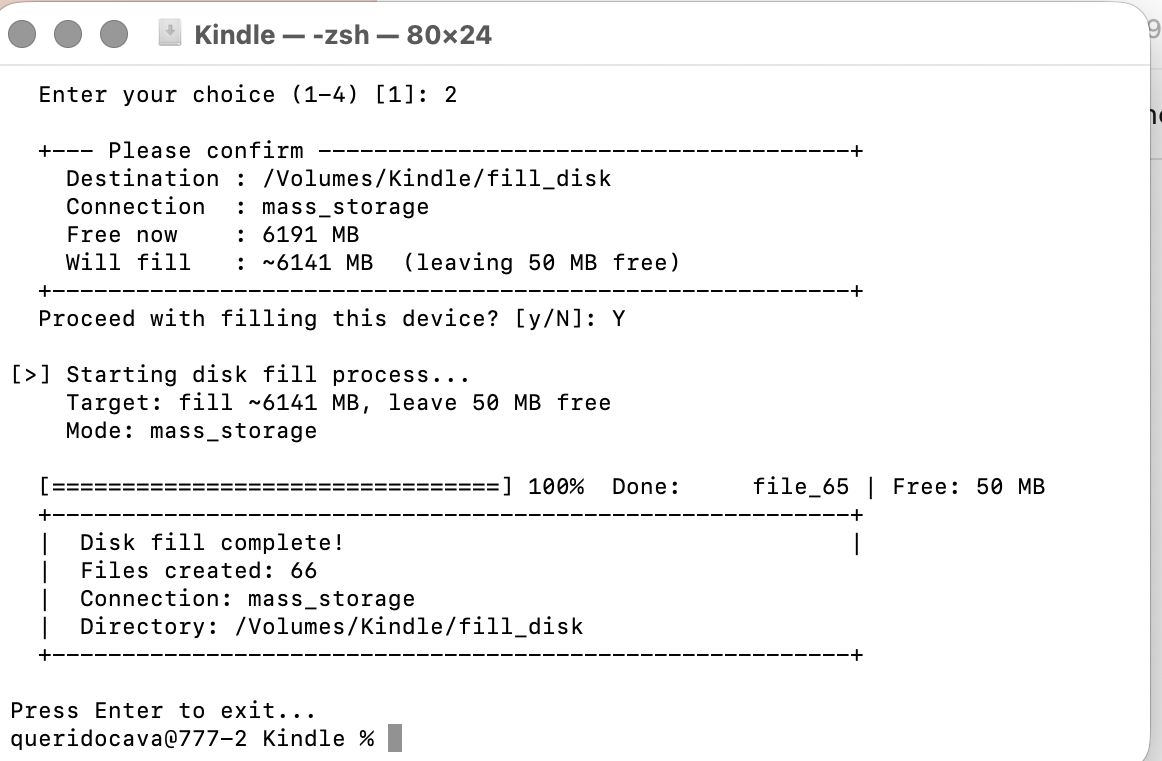 Kindle — -zsh — 80×24
Enter your choice (1-4) [1]: 2
+--- Please confirm --------------------------------------+
Destination : /Volumes/Kindle/fill_disk
Connection  : mass_storage
Free now    : 6191 MB
Will fill   : ~6141 MB  (leaving 50 MB free)
+---------------------------------------------------------+
Proceed with filling this device? [y/N]: Y
[>] Starting disk fill process...
Target: fill ~6141 MB, leave 50 MB free
Mode: mass_storage
[================================] 100%  Done:     file_65 | Free: 50 MB
+---------------------------------------------------------+
|  Disk fill complete!                                    |
|  Files created: 66
|  Connection: mass_storage
|  Directory: /Volumes/Kindle/fill_disk
+---------------------------------------------------------+
Press Enter to exit...
queridocava@777-2 Kindle %